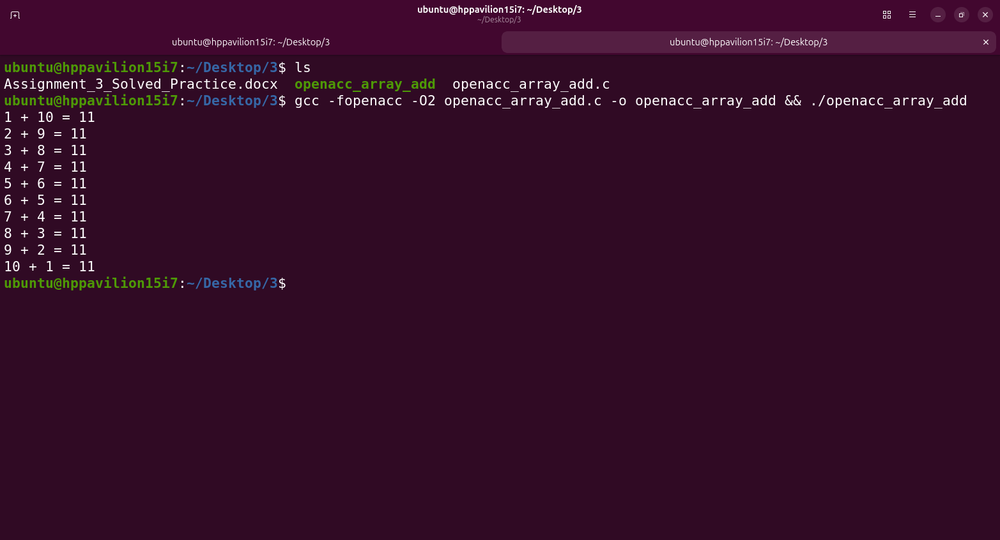 ubuntu@hppavilion15i7: ~/Desktop/3
~/Desktop/3
ubuntu@hppavilion15i7: ~/Desktop/3
ubuntu@hppavilion15i7: ~/Desktop/3
ubuntu@hppavilion15i7:~/Desktop/3$ ls
Assignment_3_Solved_Practice.docx  openacc_array_add  openacc_array_add.c
ubuntu@hppavilion15i7:~/Desktop/3$ gcc -fopenacc -O2 openacc_array_add.c -o openacc_array_add && ./openacc_array_add
1 + 10 = 11
2 + 9 = 11
3 + 8 = 11
4 + 7 = 11
5 + 6 = 11
6 + 5 = 11
7 + 4 = 11
8 + 3 = 11
9 + 2 = 11
10 + 1 = 11
ubuntu@hppavilion15i7:~/Desktop/3$